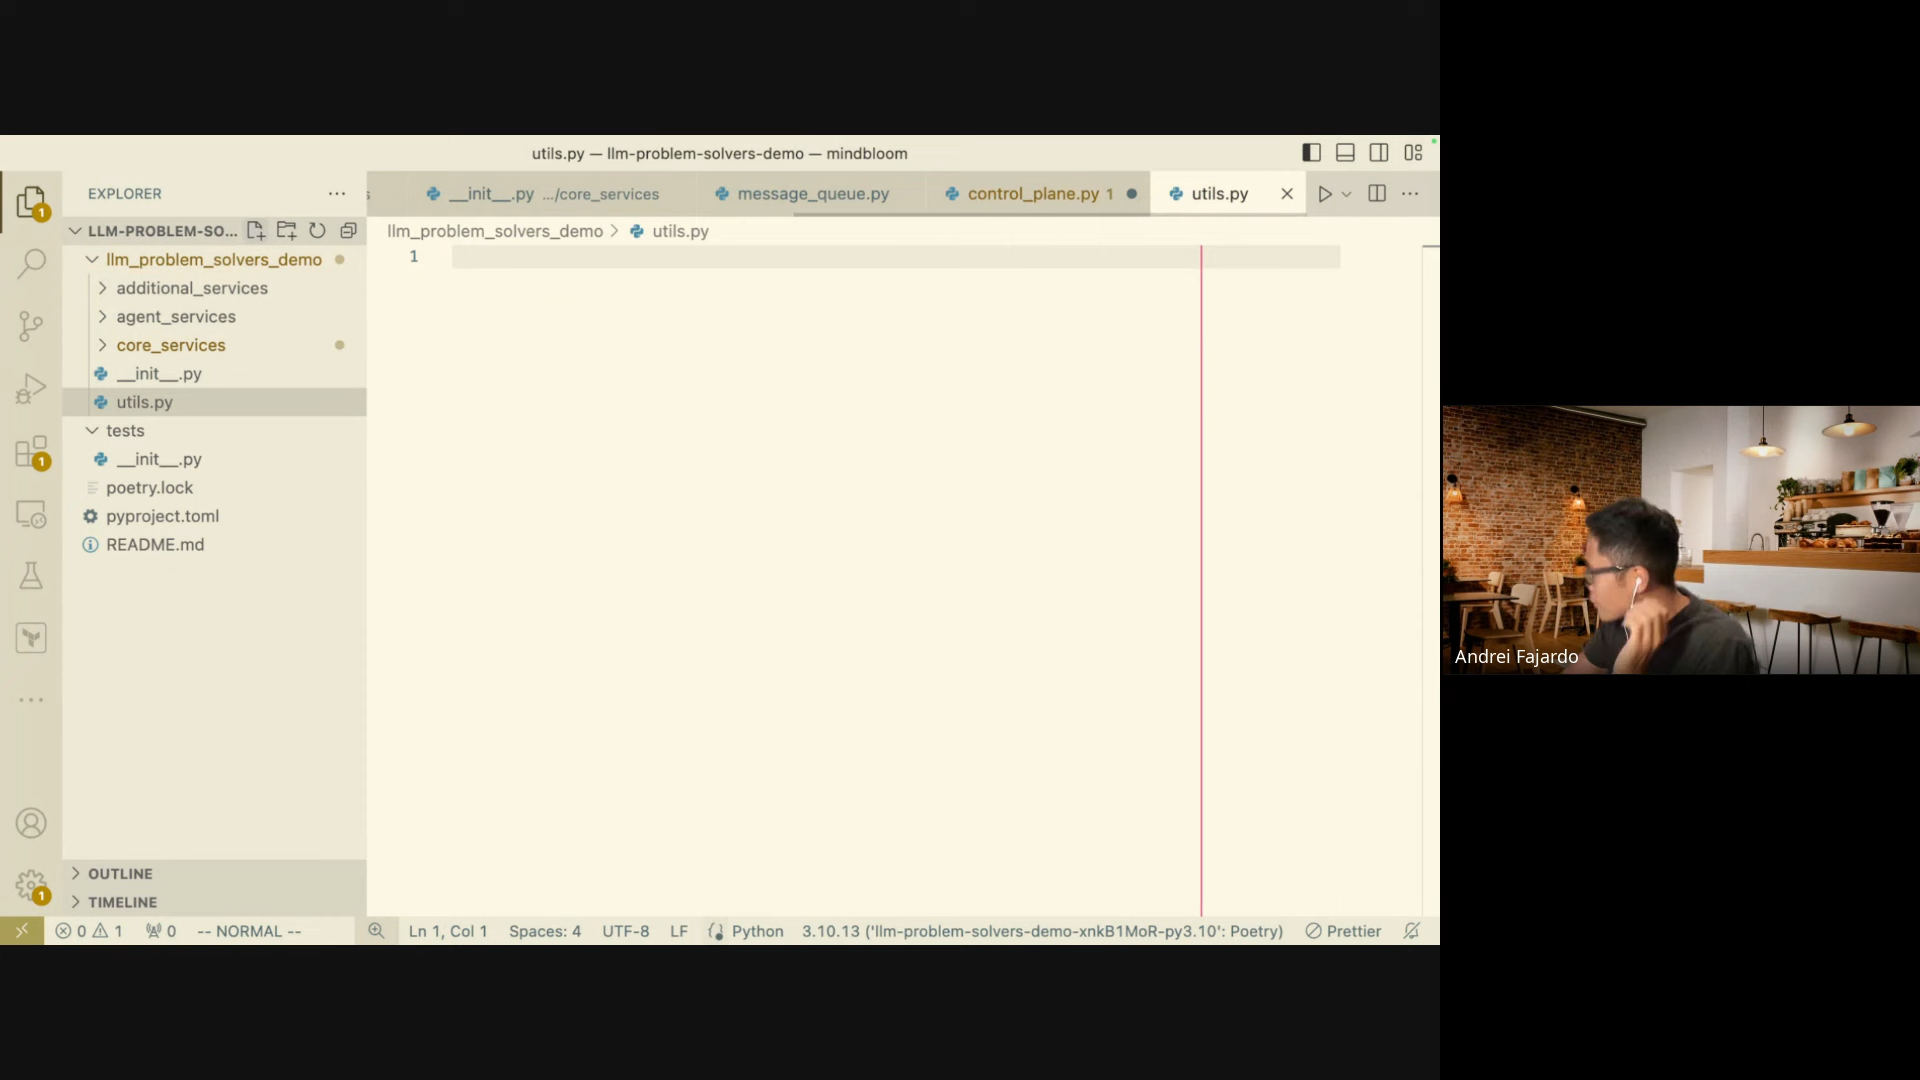 utils.py — llm-problem-solvers-demo — mindbloom
EXPLORER
s
__init__.py .../core_services
message_queue.py
control_plane.py 1
utils.py
LLM-PROBLEM-SO...
llm_problem_solvers_demo > utils.py
llm_problem_solvers_demo
1
additional_services
agent_services
core_services
__init__.py
utils.py
tests
__init__.py
poetry.lock
pyproject.toml
README.md
1
1
1
OUTLINE
TIMELINE
0 1 0 -- NORMAL -- Ln 1, Col 1 Spaces: 4 UTF-8 LF Python 3.10.13 ('llm-problem-solvers-demo-xnkB1MoR-py3.10': Poetry) Prettier
Andrei Fajardo